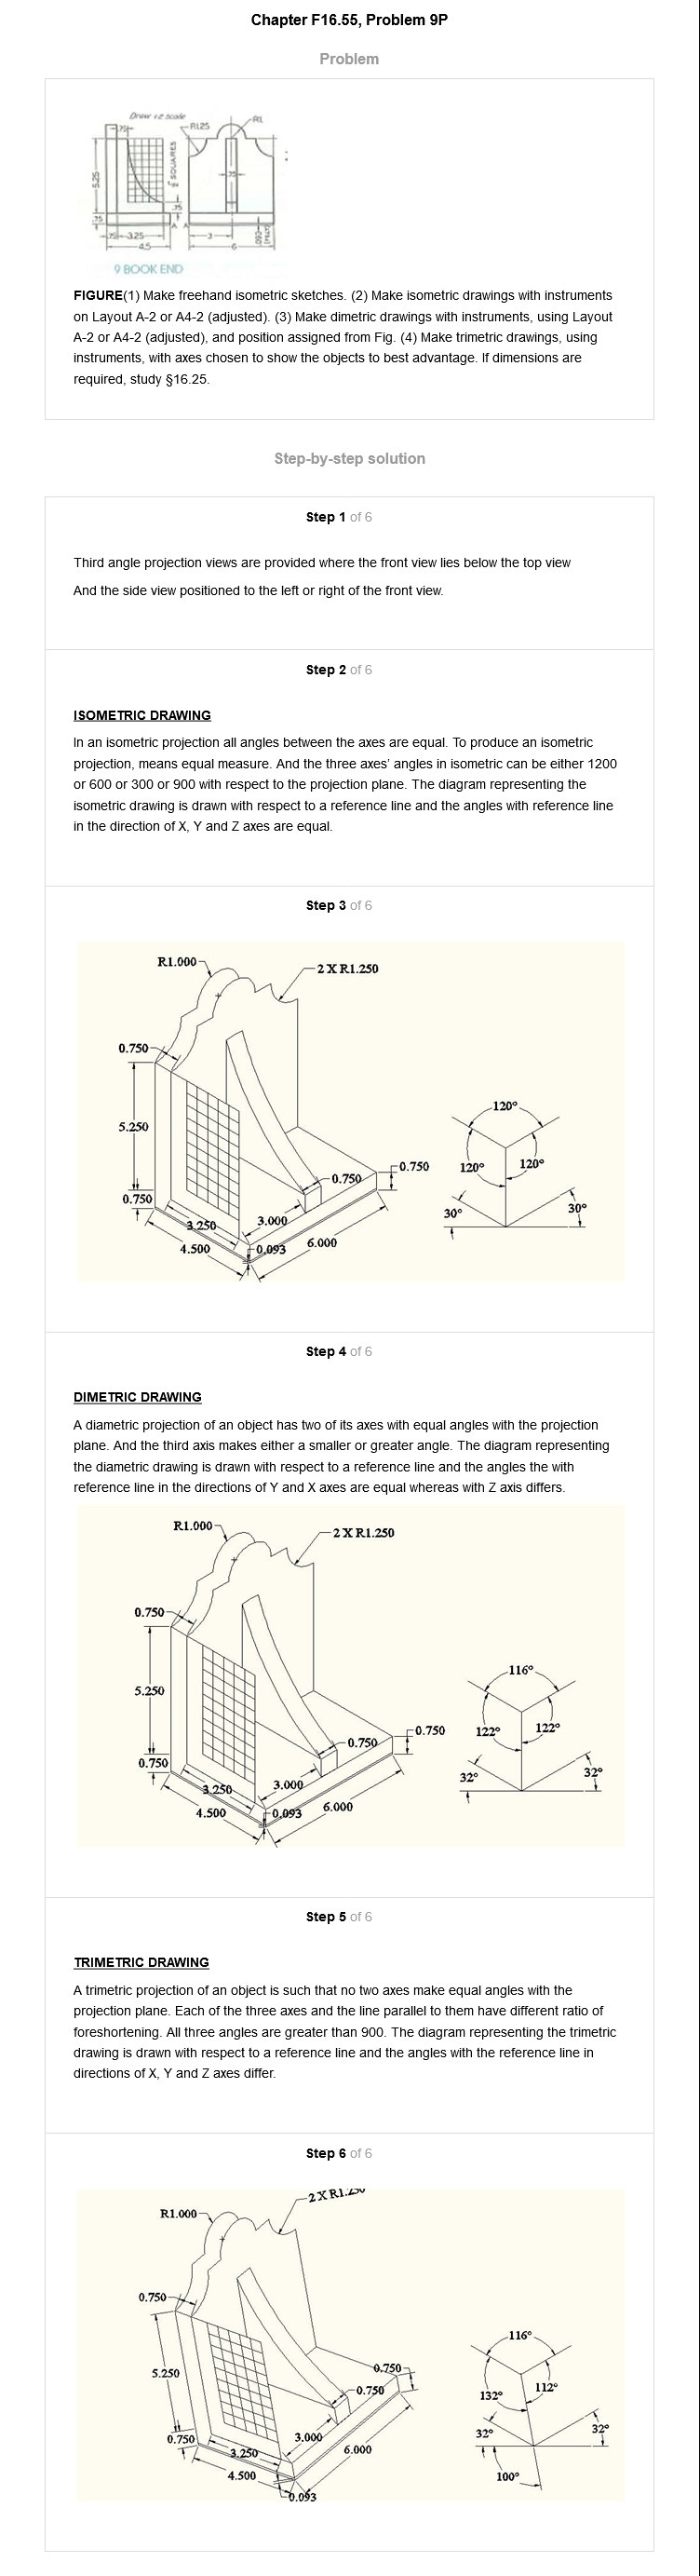 Chapter F16.55, Problem 9P
Problem
Draw 1:2 scale
.75
R1.25
R1
5.25
SQUARES
.75
.75
.75
A
A
.75
3.25
4.5
3
6
.093
9 BOOK END
FIGURE(1) Make freehand isometric sketches. (2) Make isometric drawings with instruments
on Layout A-2 or A4-2 (adjusted). (3) Make dimetric drawings with instruments, using Layout
A-2 or A4-2 (adjusted), and position assigned from Fig. (4) Make trimetric drawings, using
instruments, with axes chosen to show the objects to best advantage. If dimensions are
required, study §16.25.
Step-by-step solution
Step 1 of 6
Third angle projection views are provided where the front view lies below the top view
And the side view positioned to the left or right of the front view.
Step 2 of 6
ISOMETRIC DRAWING
In an isometric projection all angles between the axes are equal. To produce an isometric
projection, means equal measure. And the three axes' angles in isometric can be either 1200
or 600 or 300 or 900 with respect to the projection plane. The diagram representing the
isometric drawing is drawn with respect to a reference line and the angles with reference line
in the direction of X, Y and Z axes are equal.
Step 3 of 6
R1.000
2 X R1.250
0.750
5.250
0.750
3.250
4.500
3.000
0.093
6.000
0.750
0.750
120°
120°
120°
30°
30°
Step 4 of 6
DIMETRIC DRAWING
A diametric projection of an object has two of its axes with equal angles with the projection
plane. And the third axis makes either a smaller or greater angle. The diagram representing
the diametric drawing is drawn with respect to a reference line and the angles the with
reference line in the directions of Y and X axes are equal whereas with Z axis differs.
R1.000
2 X R1.250
0.750
5.250
0.750
3.250
4.500
3.000
0.093
6.000
0.750
0.750
116°
122°
122°
32°
32°
Step 5 of 6
TRIMETRIC DRAWING
A trimetric projection of an object is such that no two axes make equal angles with the
projection plane. Each of the three axes and the line parallel to them have different ratio of
foreshortening. All three angles are greater than 900. The diagram representing the trimetric
drawing is drawn with respect to a reference line and the angles with the reference line in
directions of X, Y and Z axes differ.
Step 6 of 6
2 X R1.250
R1.000
0.750
5.250
0.750
3.250
4.500
3.000
0.093
6.000
0.750
0.750
116°
132°
112°
32°
32°
100°